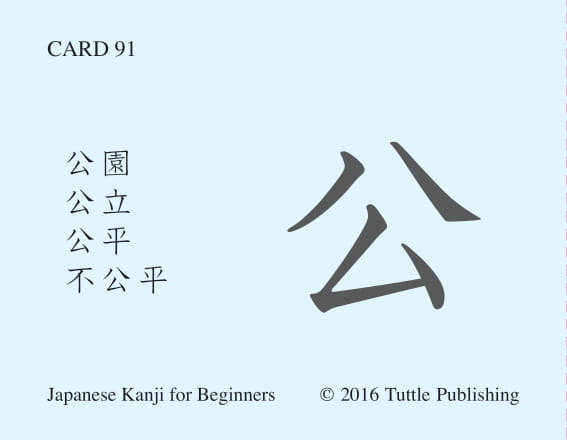 CARD 91
公園
公立
公平
不公平
公
Japanese Kanji for Beginners
© 2016 Tuttle Publishing